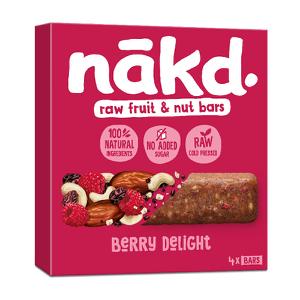 nākd.
raw fruit & nut bars
100%
NATURAL
INGREDIENTS
NO ADDED
SUGAR
RAW
COLD PRESSED
BERRY DELIGHT
4x BARS